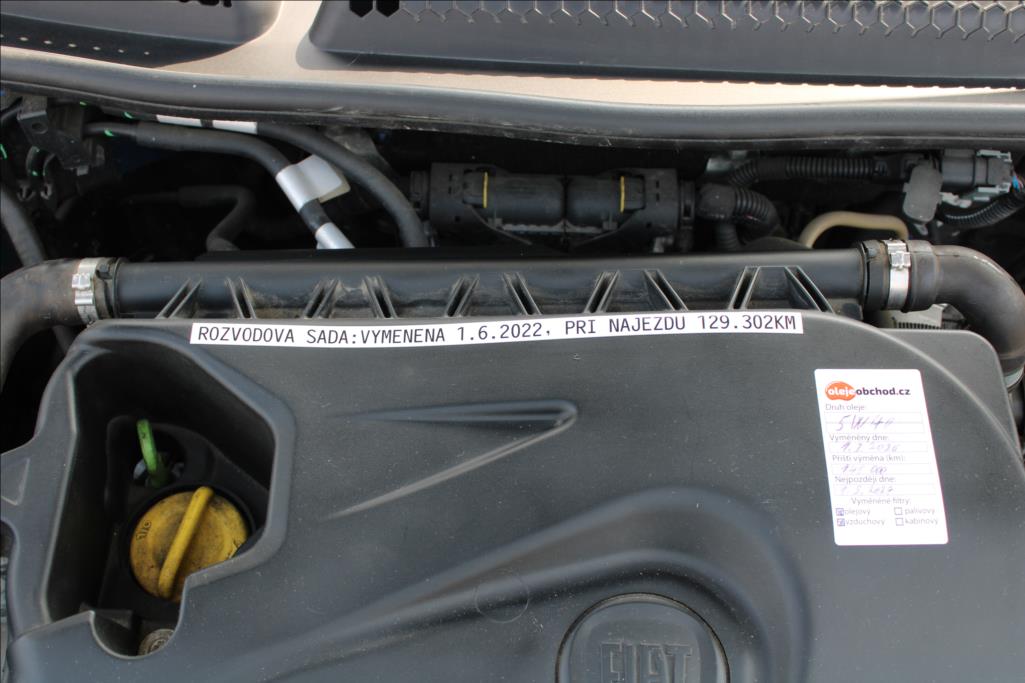 ROZVODOVA SADA:VYMENENA 1.6.2022, PRI NAJEZDU 129.302KM
olejeobchod.cz
Druh oleje:
5W40
Vyměněný dne:
Příští výměna (km):
Nejpozději dne:
Vyměněné filtry:
olejový palivový
vzduchový kabinový
FIAT